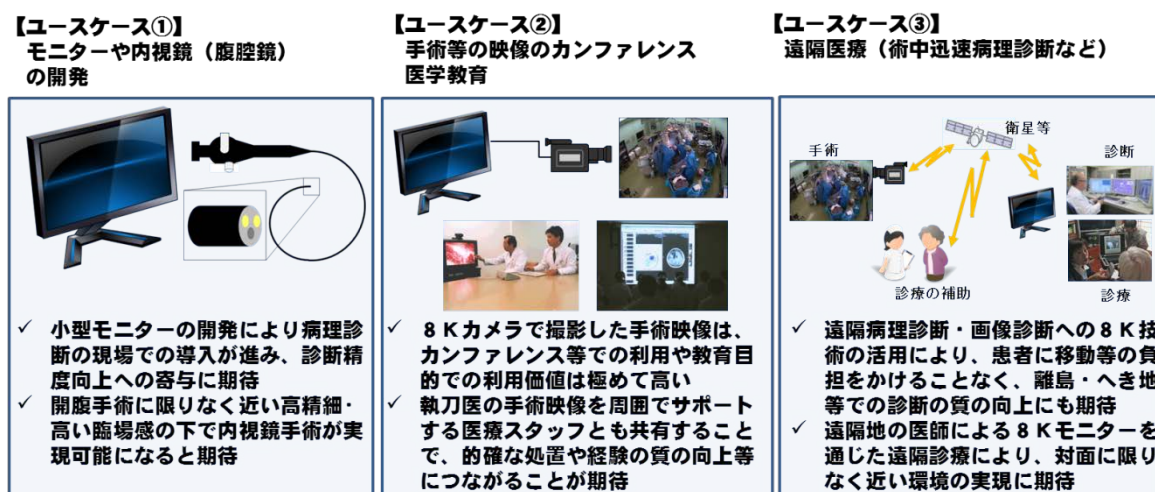 【ユースケース①】
モニターや内視鏡（腹腔鏡）
の開発
✓ 小型モニターの開発により病理診
断の現場での導入が進み、診断精
度向上への寄与に期待
✓ 開腹手術に限りなく近い高精細・
高い臨場感の下で内視鏡手術が実
現可能になると期待
【ユースケース②】
手術等の映像のカンファレンス
医学教育
✓ ８Ｋカメラで撮影した手術映像は、
カンファレンス等での利用や教育目
的での利用価値は極めて高い
✓ 執刀医の手術映像を周囲でサポート
する医療スタッフとも共有すること
で、的確な処置や経験の質の向上等
につながることが期待
【ユースケース③】
遠隔医療（術中迅速病理診断など）
衛星等
手術
診断
診療の補助
診療
✓ 遠隔病理診断・画像診断への８Ｋ技
術の活用により、患者に移動等の負
担をかけることなく、離島・へき地
等での診断の質の向上にも期待
✓ 遠隔地の医師による８Ｋモニターを
通じた遠隔診療により、対面に限り
なく近い環境の実現に期待